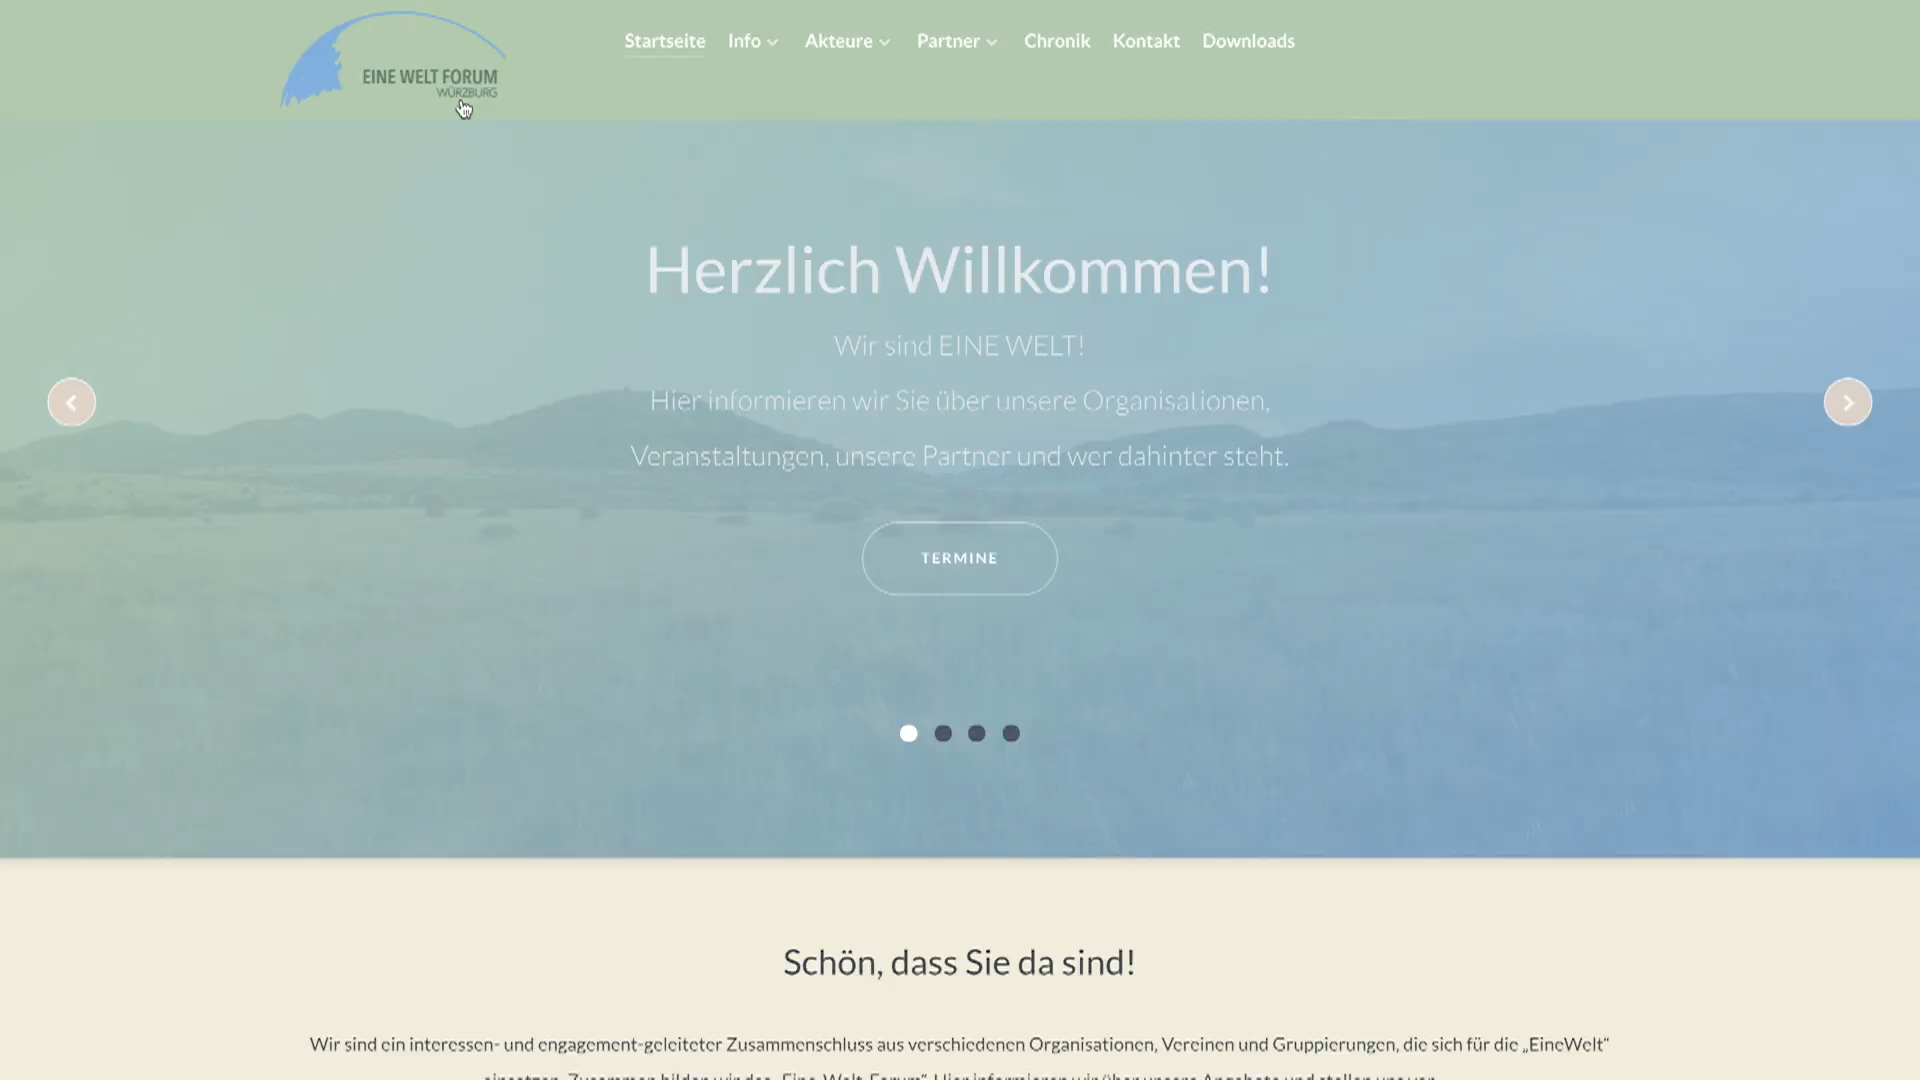 EINE WELT FORUM
WÜRZBURG
Startseite Info Akteure Partner Chronik Kontakt Downloads
Herzlich Willkommen!
Wir sind EINE WELT!
Hier informieren wir Sie über unsere Organisationen,
Veranstaltungen, unsere Partner und wer dahinter steht.
TERMINE
Schön, dass Sie da sind!
Wir sind ein interessen- und engagement-geleiteter Zusammenschluss aus verschiedenen Organisationen, Vereinen und Gruppierungen, die sich für die „EineWelt“